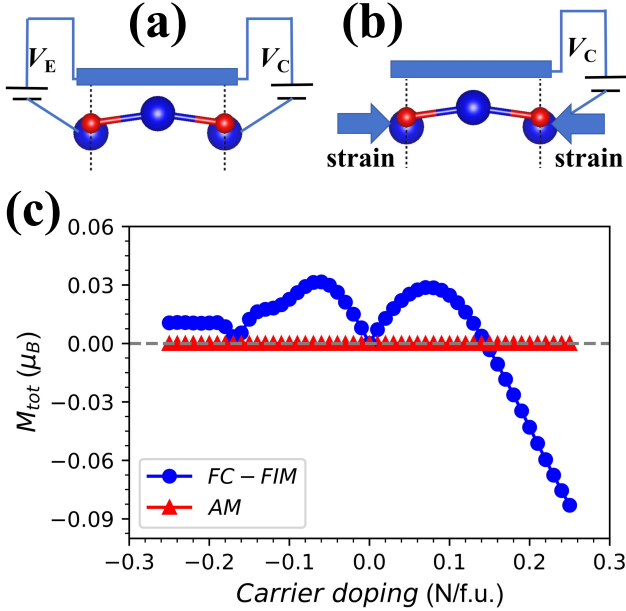 (a)
(b)
V_E
V_C
V_C
strain
strain
(c)
0.06
0.03
0.00
−0.03
−0.06
−0.09
M_tot (μ_B)
FC − FIM
AM
−0.3
−0.2
−0.1
0.0
0.1
0.2
0.3
Carrier doping (N/f.u.)